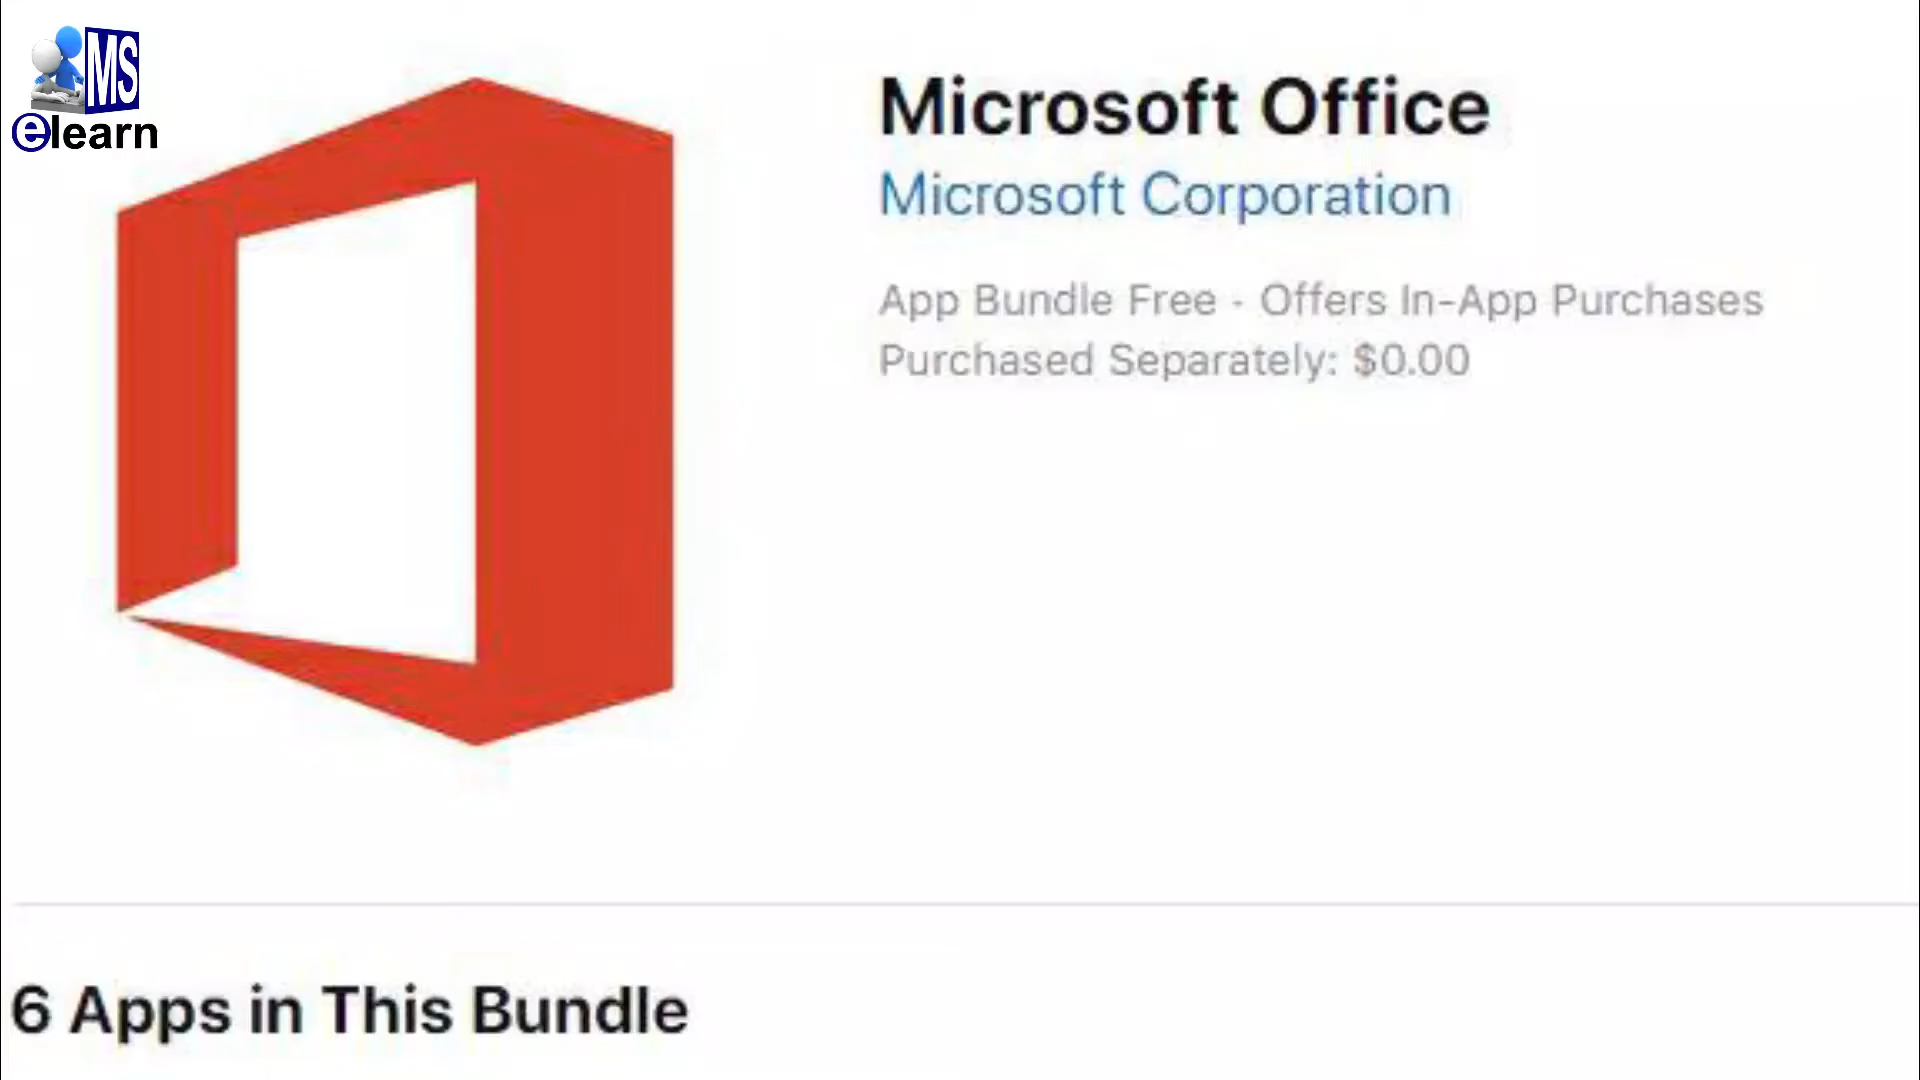 MS
elearn
Microsoft Office
Microsoft Corporation
App Bundle Free · Offers In-App Purchases
Purchased Separately: $0.00
6 Apps in This Bundle